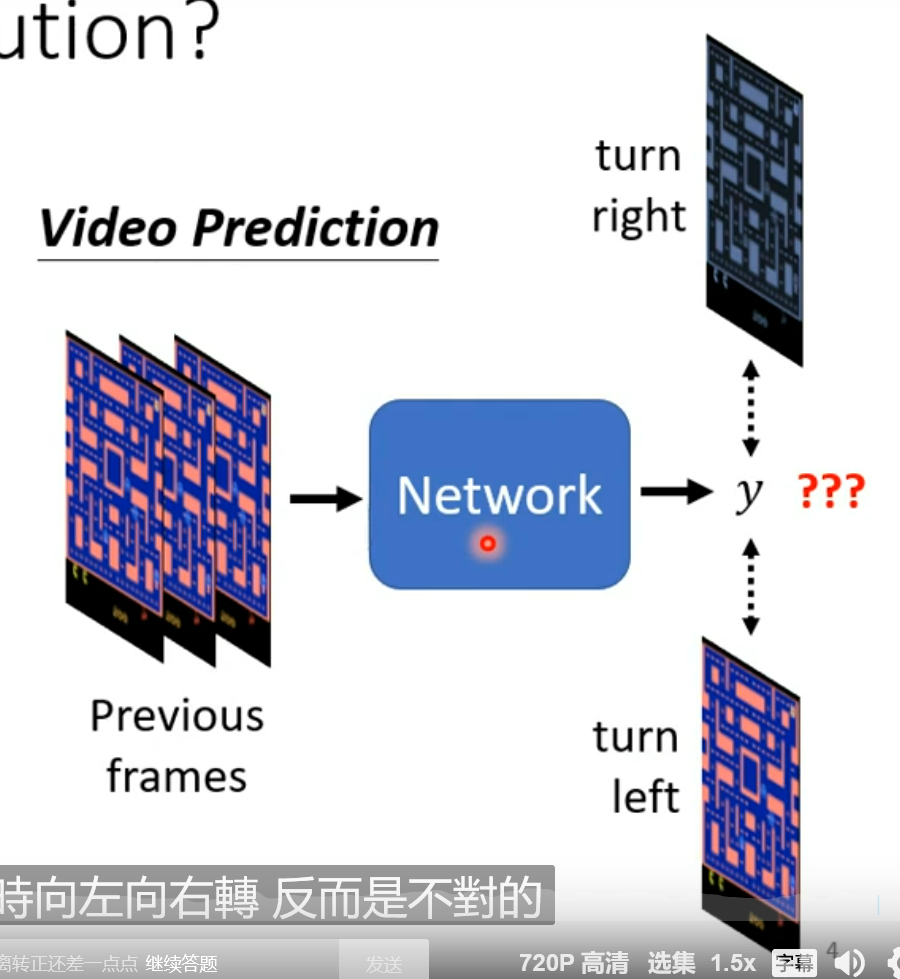 ution?
turn
right
Video Prediction
Network
y ???
Previous
frames
turn
left
時向左向右轉 反而是不對的
4
离转正还差一点点 继续答题
发送
720P 高清
选集
1.5x
字幕